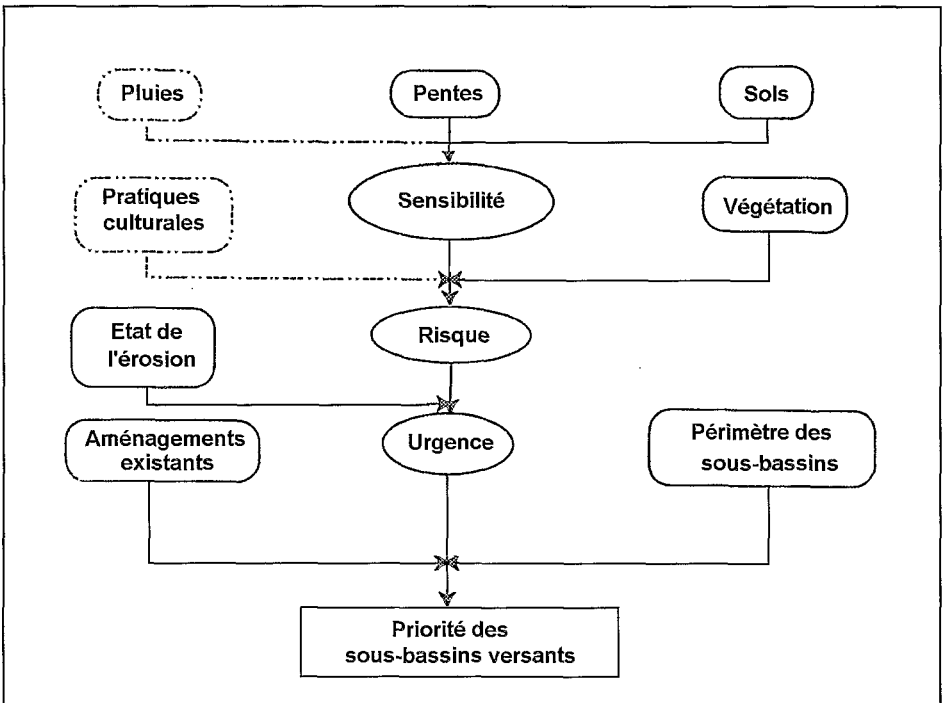 Pluies
Pentes
Sols
Pratiques
culturales
Sensibilité
Végétation
Etat de
l'érosion
Risque
Aménagements
existants
Urgence
Périmètre des
sous-bassins
Priorité des
sous-bassins versants